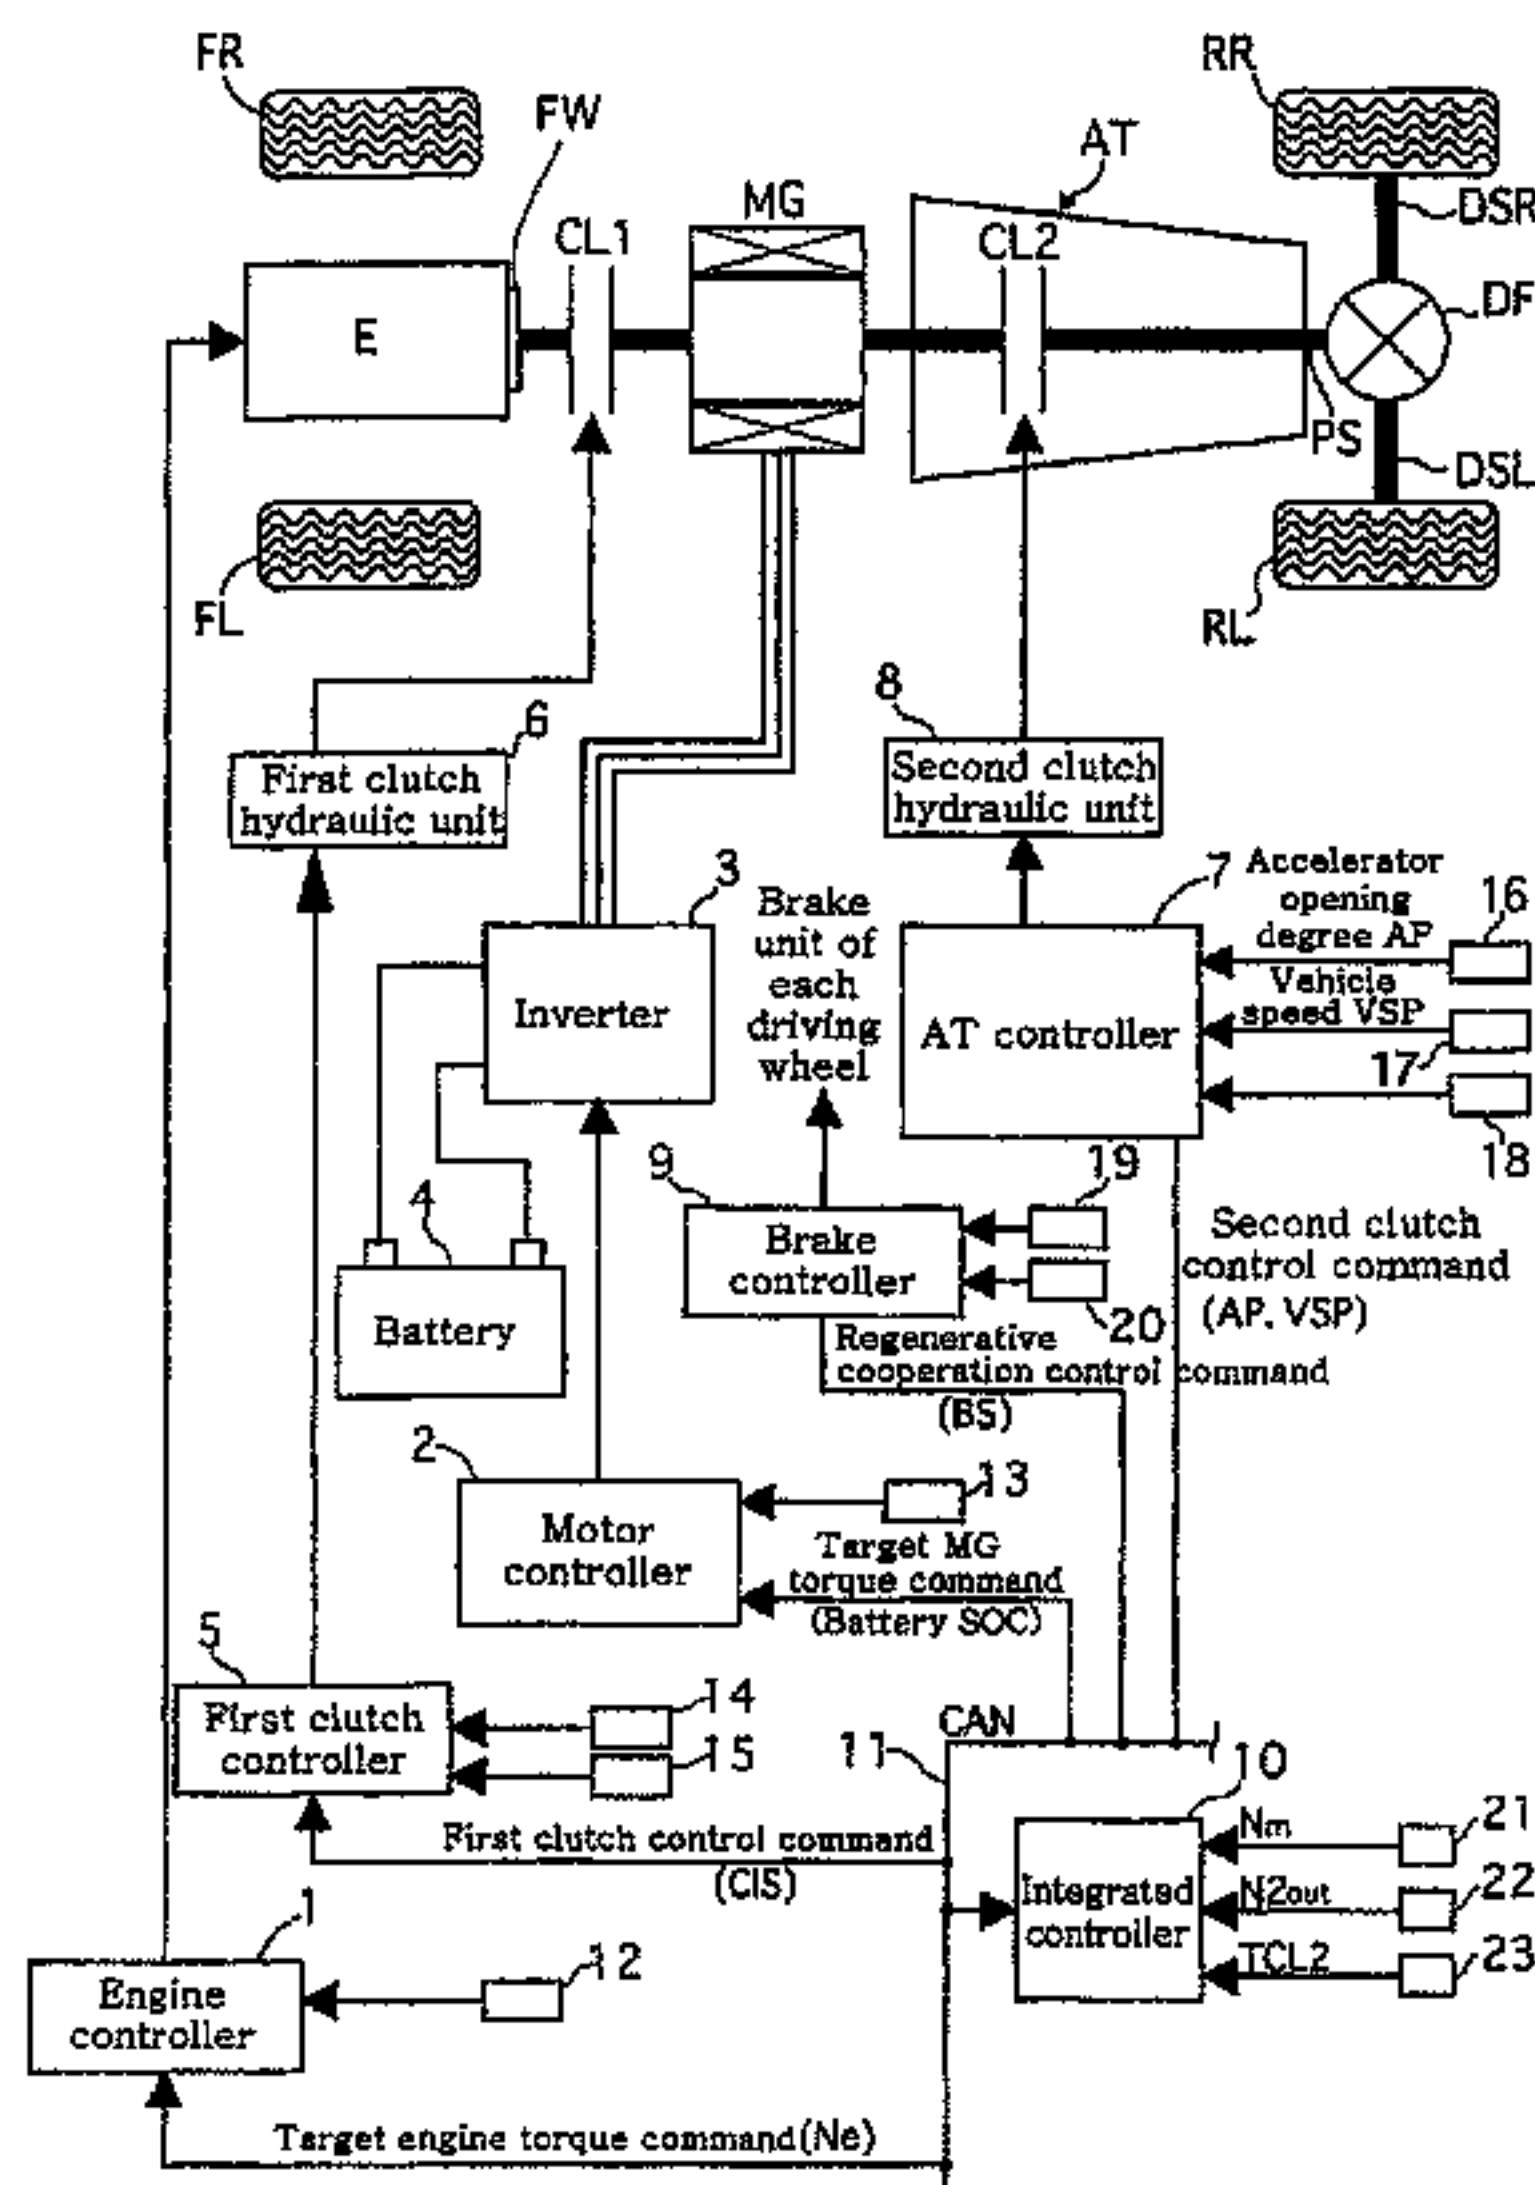 FR
RR
FW
AT
MG
DSR
CL1
CL2
E
DF
PS
DSL
FL
RL
8
6
First clutch
hydraulic unit
Second clutch
hydraulic unit
3
7
Accelerator
opening
degree AP
16
Brake
unit of
each
driving
wheel
Inverter
AT controller
Vehicle
speed VSP
17
18
9
19
4
Brake
controller
Second clutch
control command
(AP, VSP)
20
Battery
Regenerative
cooperation control command
(BS)
2
13
Motor
controller
Target MG
torque command
(Battery SOC)
5
14
First clutch
controller
15
CAN
11
10
Nm
21
First clutch control command
(CIS)
Integrated
controller
N2out
22
1
TCL2
23
12
Engine
controller
Target engine torque command(Ne)